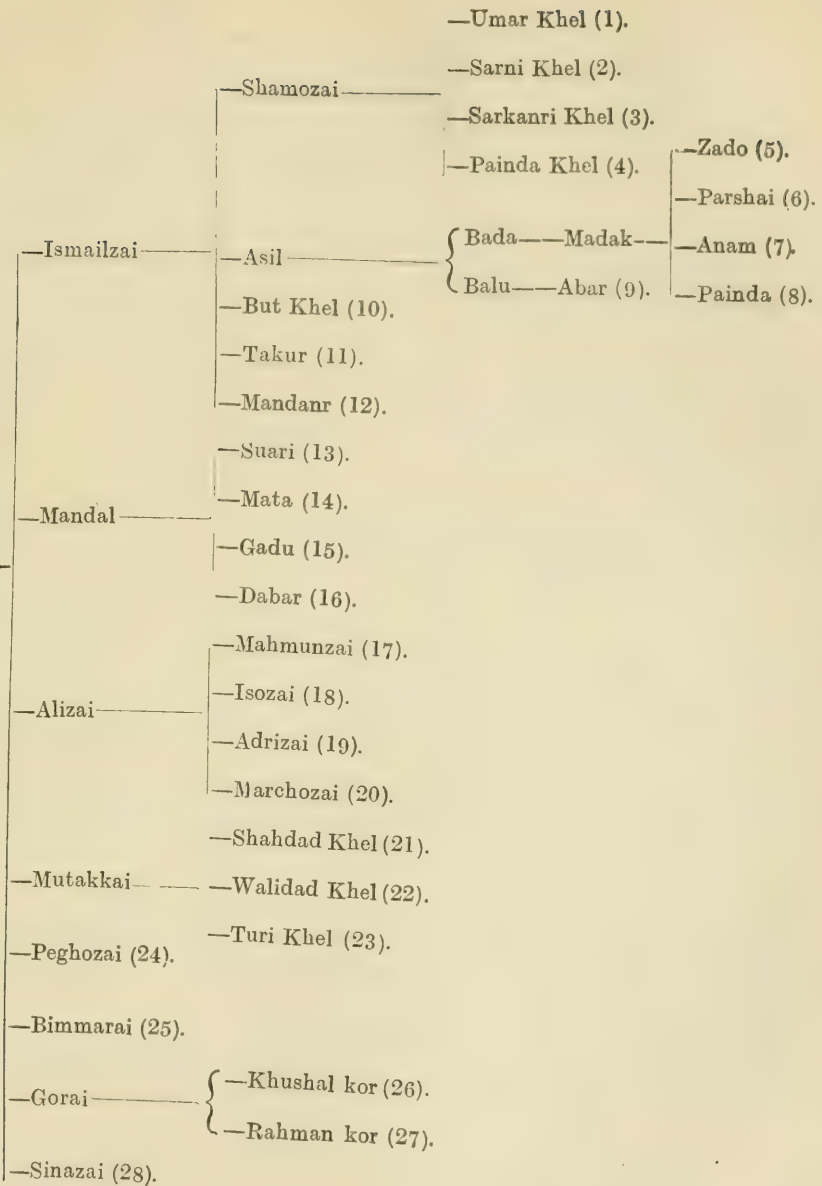 —Umar Khel (1).
—Sarni Khel (2).
—Shamozai
—Sarkanri Khel (3).
—Painda Khel (4).
—Zado (5).
—Parshai (6).
—Ismailzai
—Asil
Bada——Madak
—Anam (7).
Balu——Abar (9).
—Painda (8).
—But Khel (10).
—Takur (11).
—Mandanr (12).
—Suari (13).
—Mata (14).
—Mandal
—Gadu (15).
—Dabar (16).
—Mahmunzai (17).
—Isozai (18).
—Alizai
—Adrizai (19).
—Marchozai (20).
—Shahdad Khel (21).
—Mutakkai
—Walidad Khel (22).
—Turi Khel (23).
—Peghozai (24).
—Bimmarai (25).
—Khushal kor (26).
—Gorai
—Rahman kor (27).
—Sinazai (28).